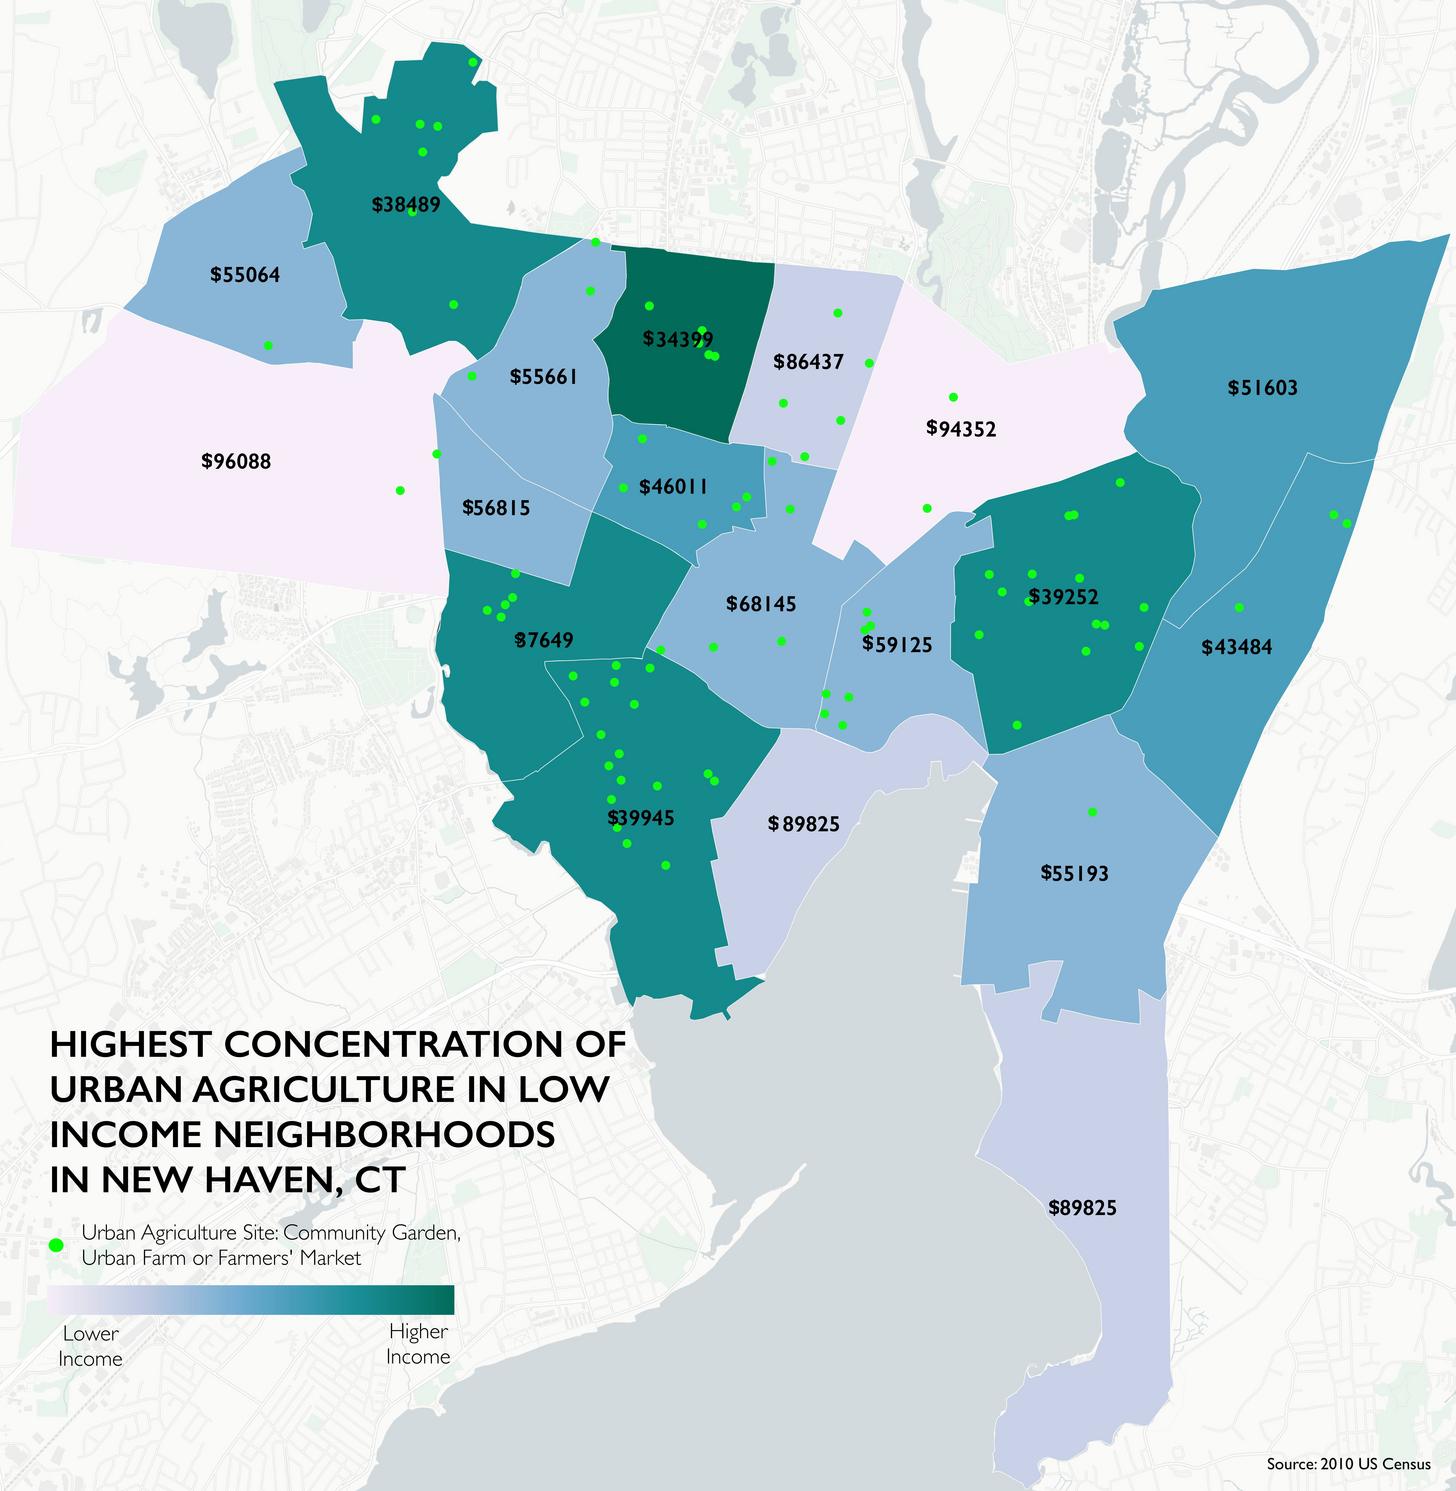 $38489
$55064
$34399
$86437
$55661
$51603
$94352
$96088
$46011
$56815
$39252
$68145
$37649
$59125
$43484
$39945
$89825
$55193
HIGHEST CONCENTRATION OF
URBAN AGRICULTURE IN LOW
INCOME NEIGHBORHOODS
IN NEW HAVEN, CT
$89825
Urban Agriculture Site: Community Garden,
Urban Farm or Farmers' Market
Lower
Income
Higher
Income
Source: 2010 US Census